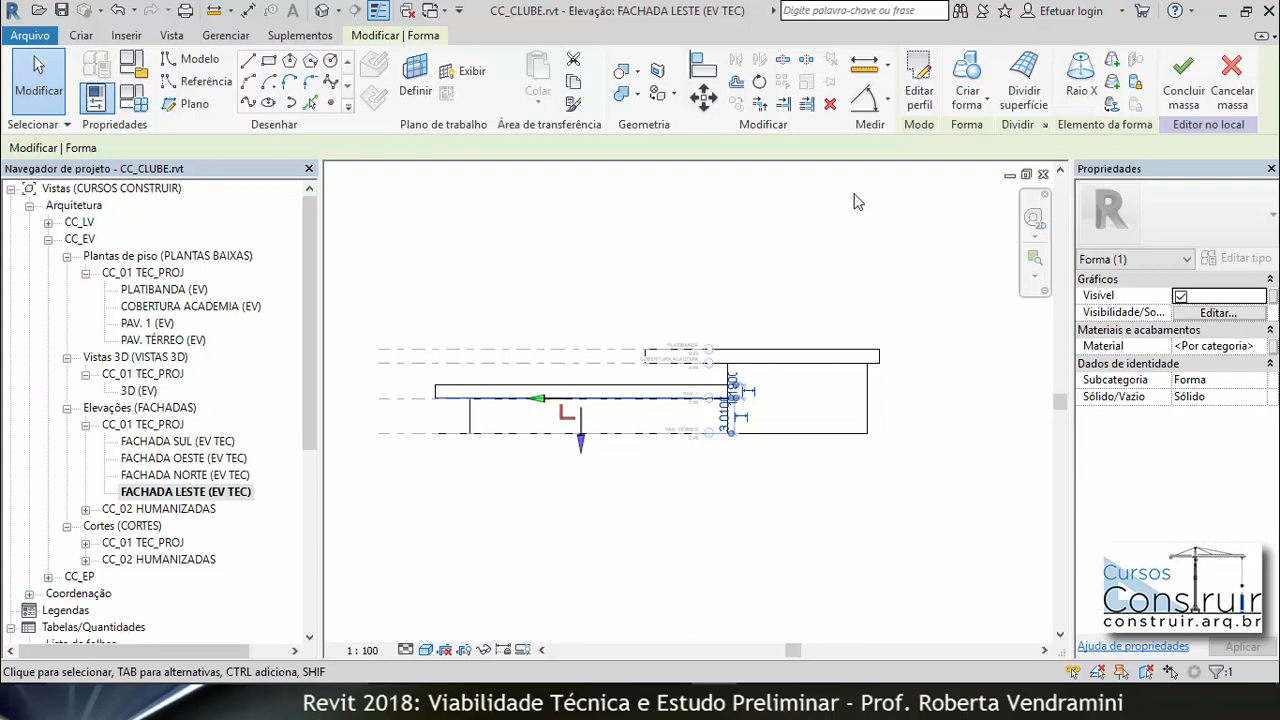 CC_CLUBE.rvt - Elevação: FACHADA LESTE (EV TEC)
Digite palavra-chave ou frase
Efetuar login
Arquivo
Criar
Inserir
Vista
Gerenciar
Suplementos
Modificar | Forma
Modificar
Modelo
Referência
Plano
Definir
Exibir
Colar
Editar perfil
Criar forma
Dividir superfície
Raio X
Concluir massa
Cancelar massa
Selecionar
Propriedades
Desenhar
Plano de trabalho
Área de transferência
Geometria
Modificar
Medir
Modo
Forma
Dividir
Elemento da forma
Editor no local
Modificar | Forma
Navegador de projeto - CC_CLUBE.rvt
Vistas (CURSOS CONSTRUIR)
Arquitetura
CC_LV
CC_EV
Plantas de piso (PLANTAS BAIXAS)
CC_01 TEC_PROJ
PLATIBANDA (EV)
COBERTURA ACADEMIA (EV)
PAV. 1 (EV)
PAV. TÉRREO (EV)
Vistas 3D (VISTAS 3D)
CC_01 TEC_PROJ
3D (EV)
Elevações (FACHADAS)
CC_01 TEC_PROJ
FACHADA SUL (EV TEC)
FACHADA OESTE (EV TEC)
FACHADA NORTE (EV TEC)
FACHADA LESTE (EV TEC)
CC_02 HUMANIZADAS
Cortes (CORTES)
CC_01 TEC_PROJ
CC_02 HUMANIZADAS
CC_EP
Coordenação
Legendas
Tabelas/Quantidades
PLATIBANDA
COBERTURA ACADEMIA
PAV. 1
PAV. TÉRREO
2D
Propriedades
R
Forma (1)
Editar tipo
Gráficos
Visível
Visibilidade/So...
Editar...
Materiais e acabamentos
Material
<Por categoria>
Dados de identidade
Subcategoria
Forma
Sólido/Vazio
Sólido
Cursos
Construir
construir.arq.br
Ajuda de propriedades
Aplicar
1 : 100
Clique para selecionar, TAB para alternativas, CTRL adiciona, SHIF
:1
Revit 2018: Viabilidade Técnica e Estudo Preliminar - Prof. Roberta Vendramini